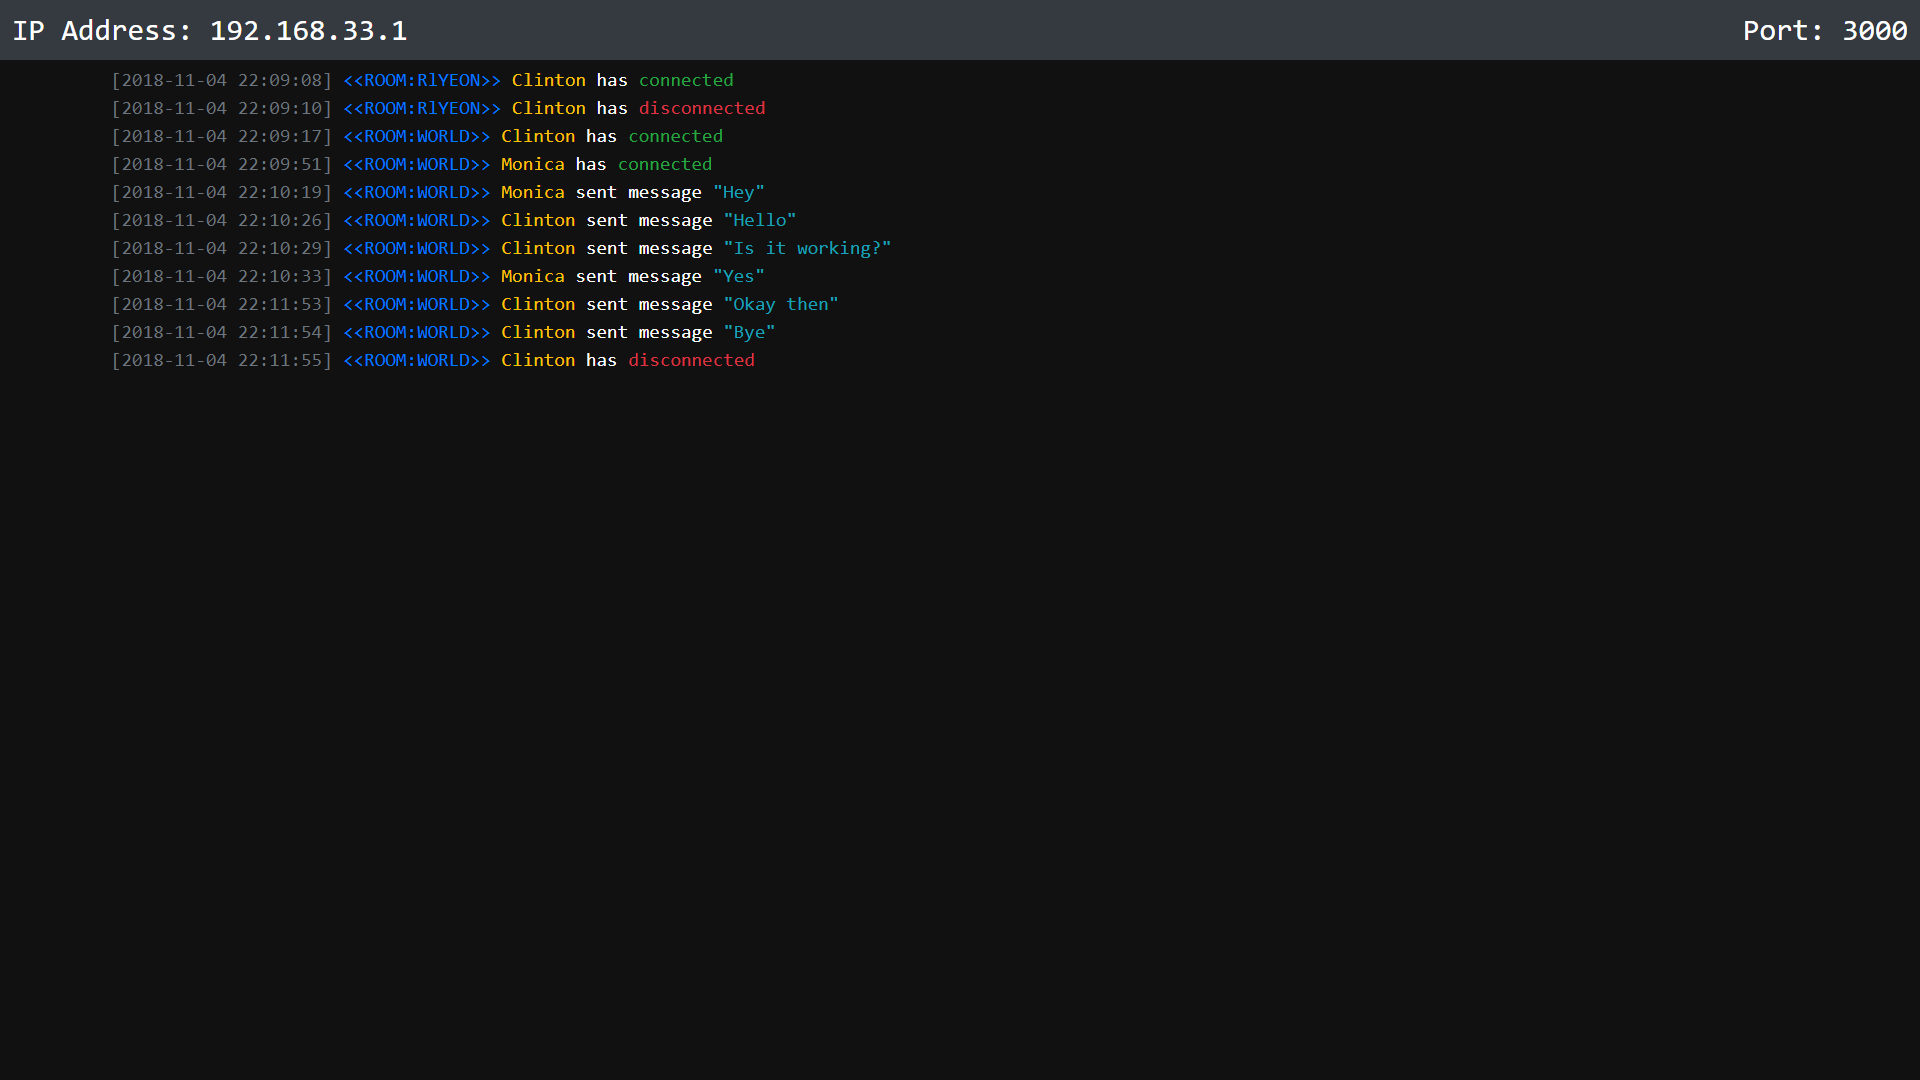 IP Address: 192.168.33.1 Port: 3000
[2018-11-04 22:09:08] <<ROOM:RlYEON>> Clinton has connected
[2018-11-04 22:09:10] <<ROOM:RlYEON>> Clinton has disconnected
[2018-11-04 22:09:17] <<ROOM:WORLD>> Clinton has connected
[2018-11-04 22:09:51] <<ROOM:WORLD>> Monica has connected
[2018-11-04 22:10:19] <<ROOM:WORLD>> Monica sent message "Hey"
[2018-11-04 22:10:26] <<ROOM:WORLD>> Clinton sent message "Hello"
[2018-11-04 22:10:29] <<ROOM:WORLD>> Clinton sent message "Is it working?"
[2018-11-04 22:10:33] <<ROOM:WORLD>> Monica sent message "Yes"
[2018-11-04 22:11:53] <<ROOM:WORLD>> Clinton sent message "Okay then"
[2018-11-04 22:11:54] <<ROOM:WORLD>> Clinton sent message "Bye"
[2018-11-04 22:11:55] <<ROOM:WORLD>> Clinton has disconnected